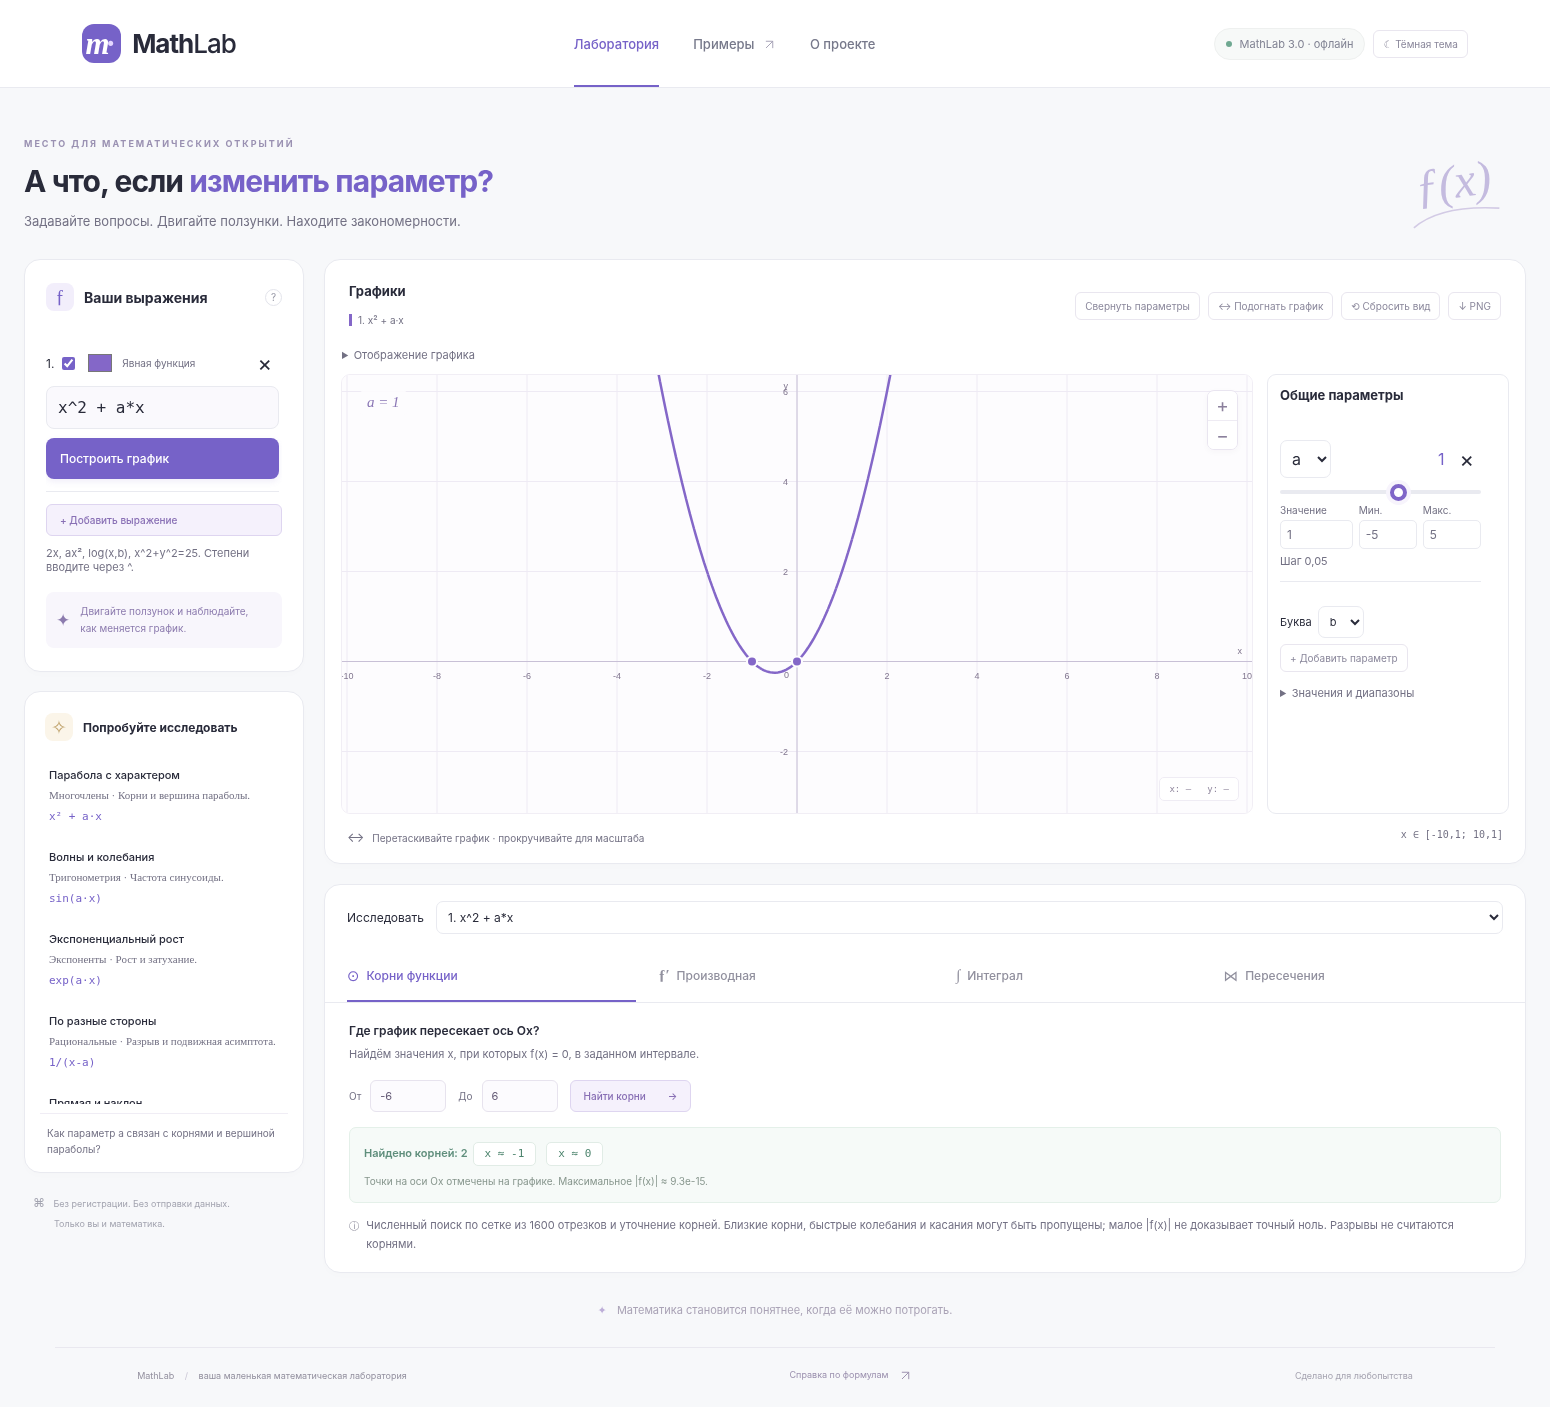 m MathLab
Лаборатория
Примеры ↗
О проекте
MathLab 3.0 · офлайн
☾ Тёмная тема
МЕСТО ДЛЯ МАТЕМАТИЧЕСКИХ ОТКРЫТИЙ
А что, если изменить параметр?
Задавайте вопросы. Двигайте ползунки. Находите закономерности.
f(x)
f Ваши выражения ?
1. Явная функция ×
x^2 + a*x
Построить график
+ Добавить выражение
2x, ax², log(x,b), x^2+y^2=25. Степени
вводите через ^.
Двигайте ползунок и наблюдайте,
как меняется график.
Попробуйте исследовать
Парабола с характером
Многочлены · Корни и вершина параболы.
x² + a·x
Волны и колебания
Тригонометрия · Частота синусоиды.
sin(a·x)
Экспоненциальный рост
Экспоненты · Рост и затухание.
exp(a·x)
По разные стороны
Рациональные · Разрыв и подвижная асимптота.
1/(x-a)
Прямая и наклон
Как параметр a связан с корнями и вершиной
параболы?
⌘ Без регистрации. Без отправки данных.
Только вы и математика.
Графики
1. x² + a·x
Свернуть параметры
↔ Подогнать график
⟲ Сбросить вид
↓ PNG
▶ Отображение графика
a = 1
y
6
4
2
0
-2
-10 -8 -6 -4 -2 2 4 6 8 10
x
+
−
x: — y: —
Общие параметры
a 1 ×
Значение Мин. Макс.
1 -5 5
Шаг 0,05
Буква b
+ Добавить параметр
▶ Значения и диапазоны
↔ Перетаскивайте график · прокручивайте для масштаба
x ∈ [-10,1; 10,1]
Исследовать 1. x^2 + a*x
⊙ Корни функции
f′ Производная
∫ Интеграл
⋈ Пересечения
Где график пересекает ось Ox?
Найдём значения x, при которых f(x) = 0, в заданном интервале.
От -6 До 6 Найти корни →
Найдено корней: 2 x ≈ -1 x ≈ 0
Точки на оси Ox отмечены на графике. Максимальное |f(x)| ≈ 9.3e-15.
ⓘ Численный поиск по сетке из 1600 отрезков и уточнение корней. Близкие корни, быстрые колебания и касания могут быть пропущены; малое |f(x)| не доказывает точный ноль. Разрывы не считаются
корнями.
✦ Математика становится понятнее, когда её можно потрогать.
MathLab / ваша маленькая математическая лаборатория
Справка по формулам ↗
Сделано для любопытства